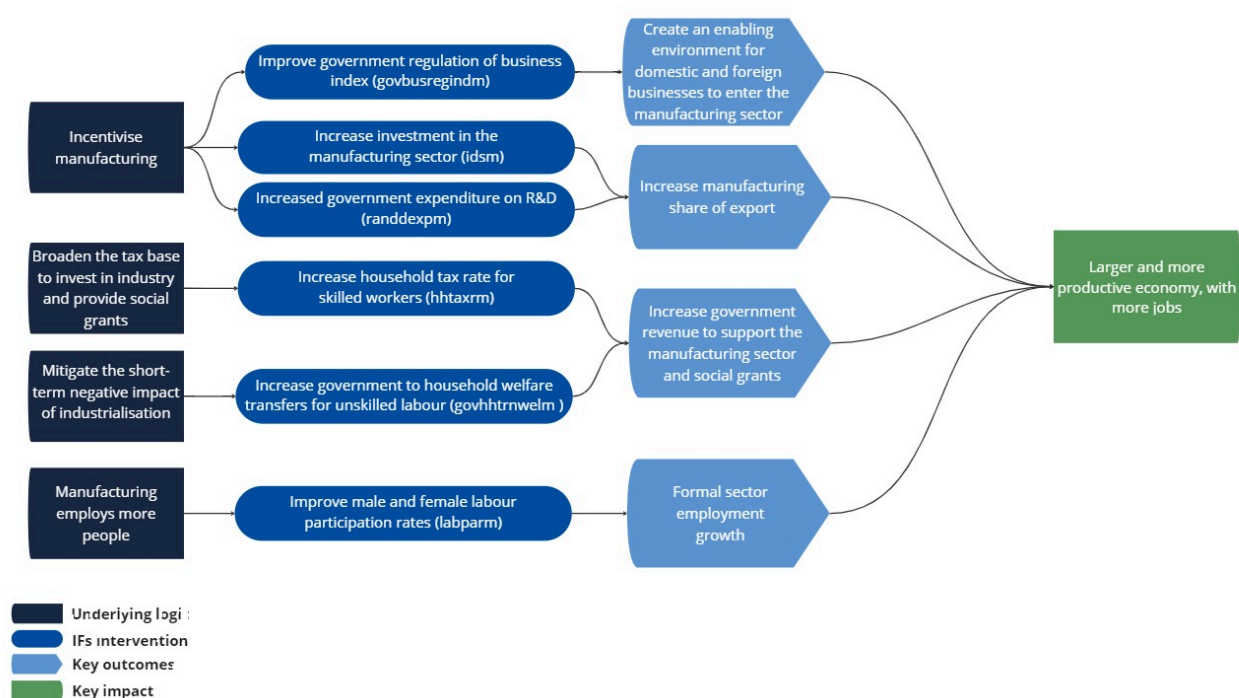 Improve government regulation of business
index (govbusregindm)
Create an enabling
environment for
domestic and foreign
businesses to enter the
manufacturing sector
Incentivise
manufacturing
Increase investment in the
manufacturing sector (idsm)
Increased government expenditure on R&D
(randdexpm)
Increase manufacturing
share of export
Broaden the tax base
to invest in industry
and provide social
grants
Increase household tax rate for
skilled workers (hhtaxrm)
Increase government
revenue to support the
manufacturing sector
and social grants
Larger and more
productive economy, with
more jobs
Mitigate the short-
term negative impact
of industrialisation
Increase government to household welfare
transfers for unskilled labour (govhhtrnwelm )
Manufacturing
employs more
people
Improve male and female labour
participation rates (labparm)
Formal sector
employment
growth
Underlying logi
IFs intervention
Key outcomes
Key impact